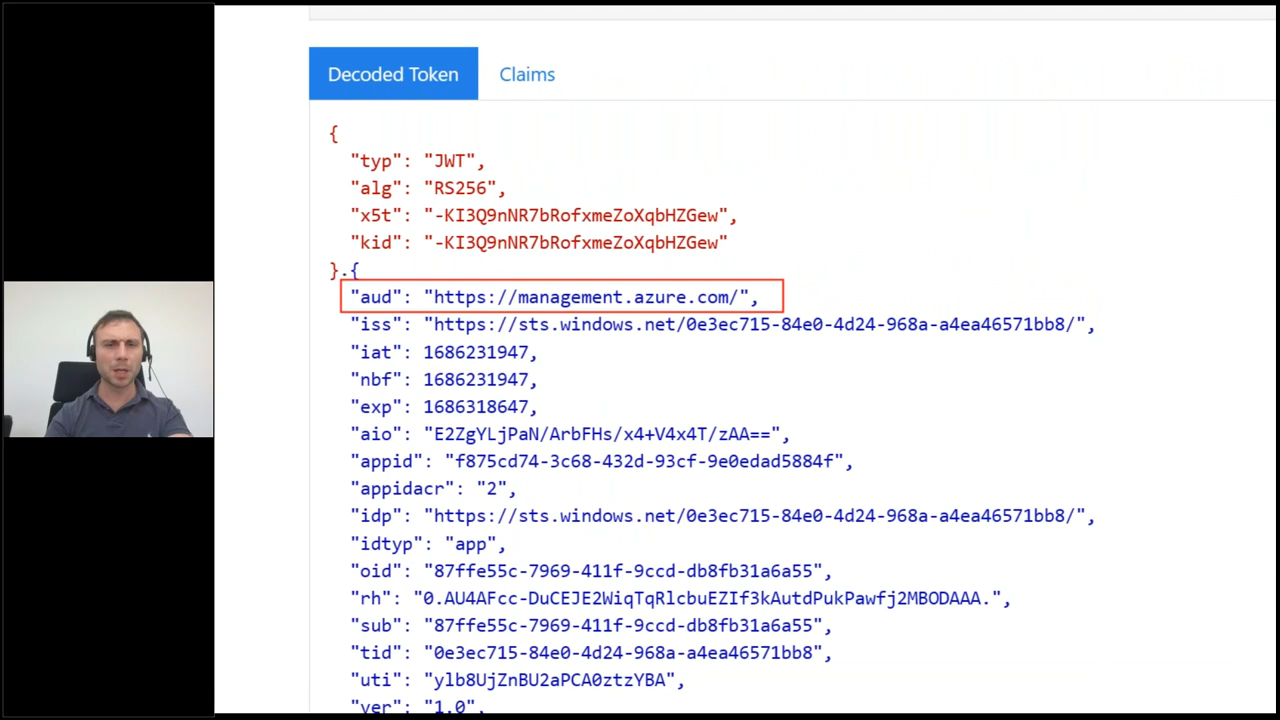 Decoded Token
Claims
{
"typ": "JWT",
"alg": "RS256",
"x5t": "-KI3Q9nNR7bRofxmeZoXqbHZGew",
"kid": "-KI3Q9nNR7bRofxmeZoXqbHZGew"
}.{
"aud": "https://management.azure.com/",
"iss": "https://sts.windows.net/0e3ec715-84e0-4d24-968a-a4ea46571bb8/",
"iat": 1686231947,
"nbf": 1686231947,
"exp": 1686318647,
"aio": "E2ZgYLjPaN/ArbFHs/x4+V4x4T/zAA==",
"appid": "f875cd74-3c68-432d-93cf-9e0edad5884f",
"appidacr": "2",
"idp": "https://sts.windows.net/0e3ec715-84e0-4d24-968a-a4ea46571bb8/",
"idtyp": "app",
"oid": "87ffe55c-7969-411f-9ccd-db8fb31a6a55",
"rh": "0.AU4AFcc-DuCEJE2WiqTqRlcbuEZIf3kAutdPukPawfj2MBODAAA.",
"sub": "87ffe55c-7969-411f-9ccd-db8fb31a6a55",
"tid": "0e3ec715-84e0-4d24-968a-a4ea46571bb8",
"uti": "ylb8UjZnBU2aPCA0ztzYBA",
"ver": "1.0",